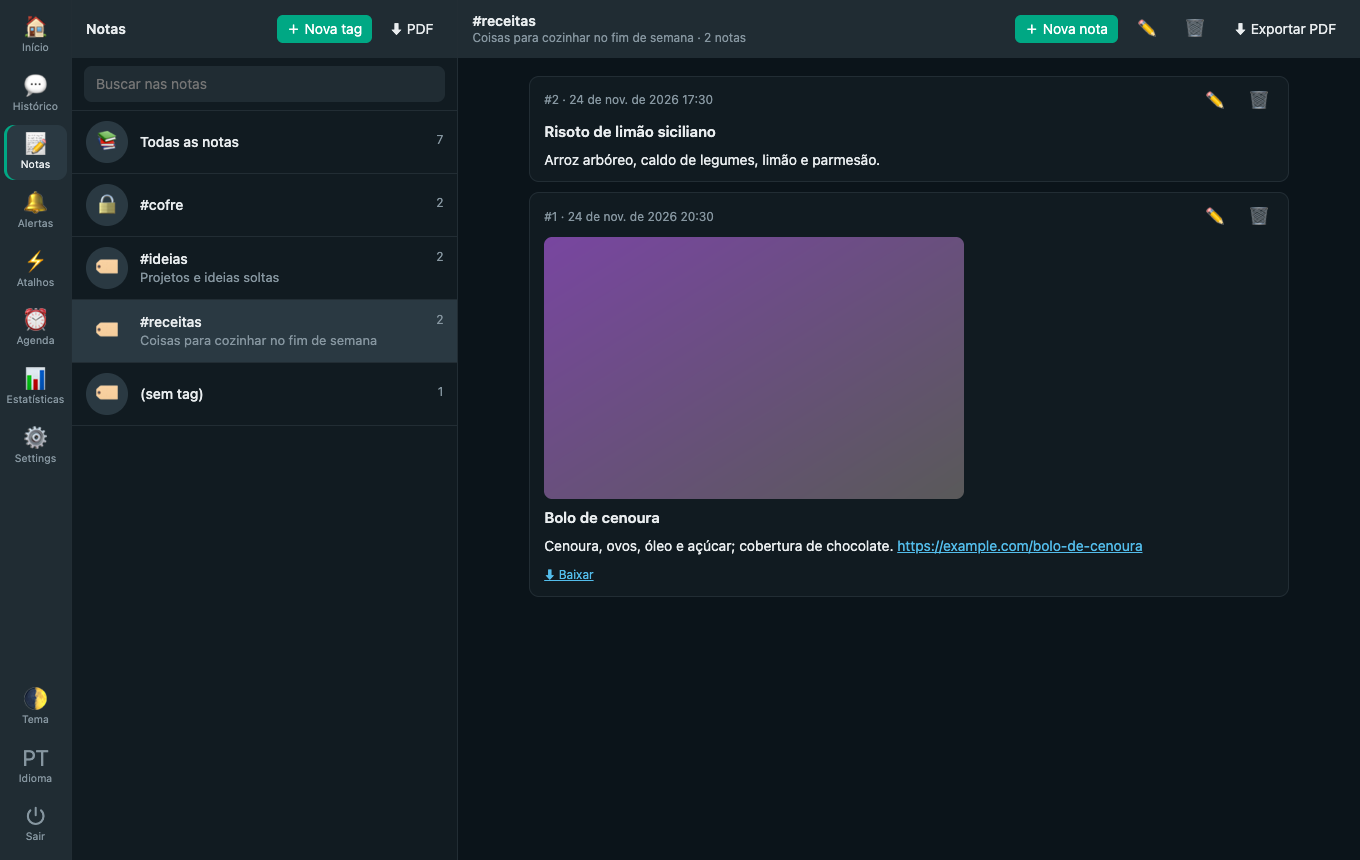 Início
Histórico
Notas
Alertas
Atalhos
Agenda
Estatísticas
Settings
Tema
PT
Idioma
Sair
Notas
+ Nova tag
⬇ PDF
Buscar nas notas
Todas as notas
7
#cofre
2
#ideias
2
Projetos e ideias soltas
#receitas
2
Coisas para cozinhar no fim de semana
(sem tag)
1
#receitas
Coisas para cozinhar no fim de semana · 2 notas
+ Nova nota
⬇ Exportar PDF
#2 · 24 de nov. de 2026 17:30
Risoto de limão siciliano
Arroz arbóreo, caldo de legumes, limão e parmesão.
#1 · 24 de nov. de 2026 20:30
Bolo de cenoura
Cenoura, ovos, óleo e açúcar; cobertura de chocolate. https://example.com/bolo-de-cenoura
⬇ Baixar